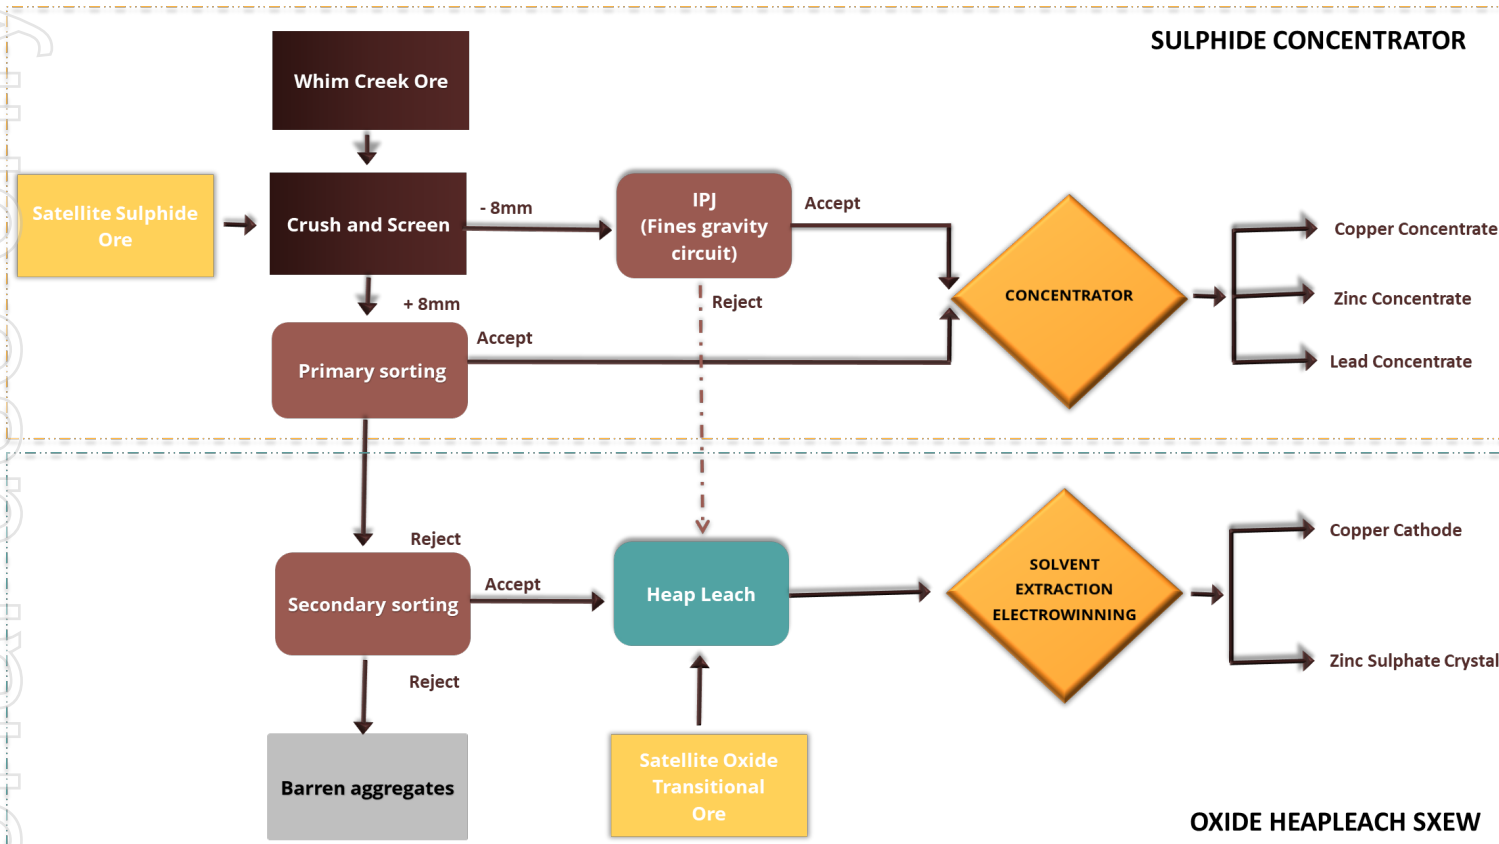 SULPHIDE CONCENTRATOR
Whim Creek Ore
Satellite Sulphide
Ore
Crush and Screen
- 8mm
IPJ
(Fines gravity
circuit)
Accept
Copper Concentrate
CONCENTRATOR
Zinc Concentrate
Lead Concentrate
+ 8mm
Reject
Accept
Primary sorting
Reject
Secondary sorting
Accept
Heap Leach
SOLVENT
EXTRACTION
ELECTROWINNING
Copper Cathode
Zinc Sulphate Crystal
Reject
Barren aggregates
Satellite Oxide
Transitional
Ore
OXIDE HEAPLEACH SXEW